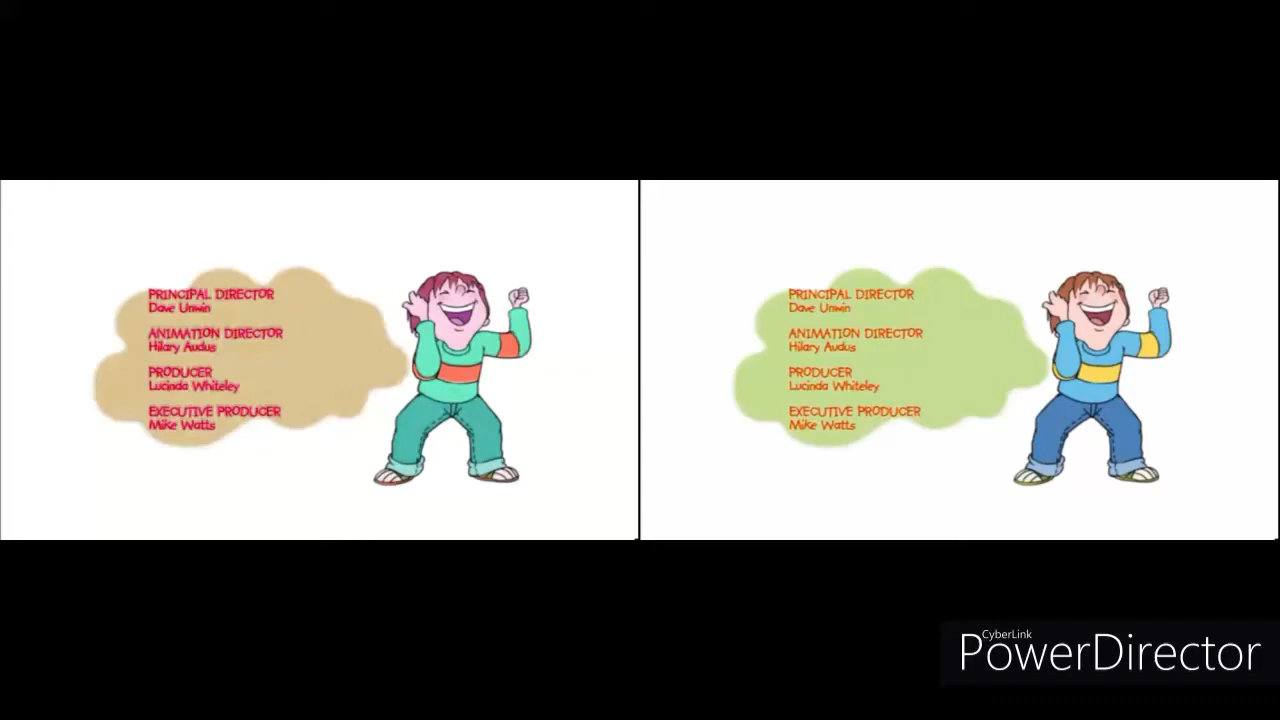 PRINCIPAL DIRECTOR
Dave Unwin
ANIMATION DIRECTOR
Hilary Audus
PRODUCER
Lucinda Whiteley
EXECUTIVE PRODUCER
Mike Watts
PRINCIPAL DIRECTOR
Dave Unwin
ANIMATION DIRECTOR
Hilary Audus
PRODUCER
Lucinda Whiteley
EXECUTIVE PRODUCER
Mike Watts
CyberLink
PowerDirector